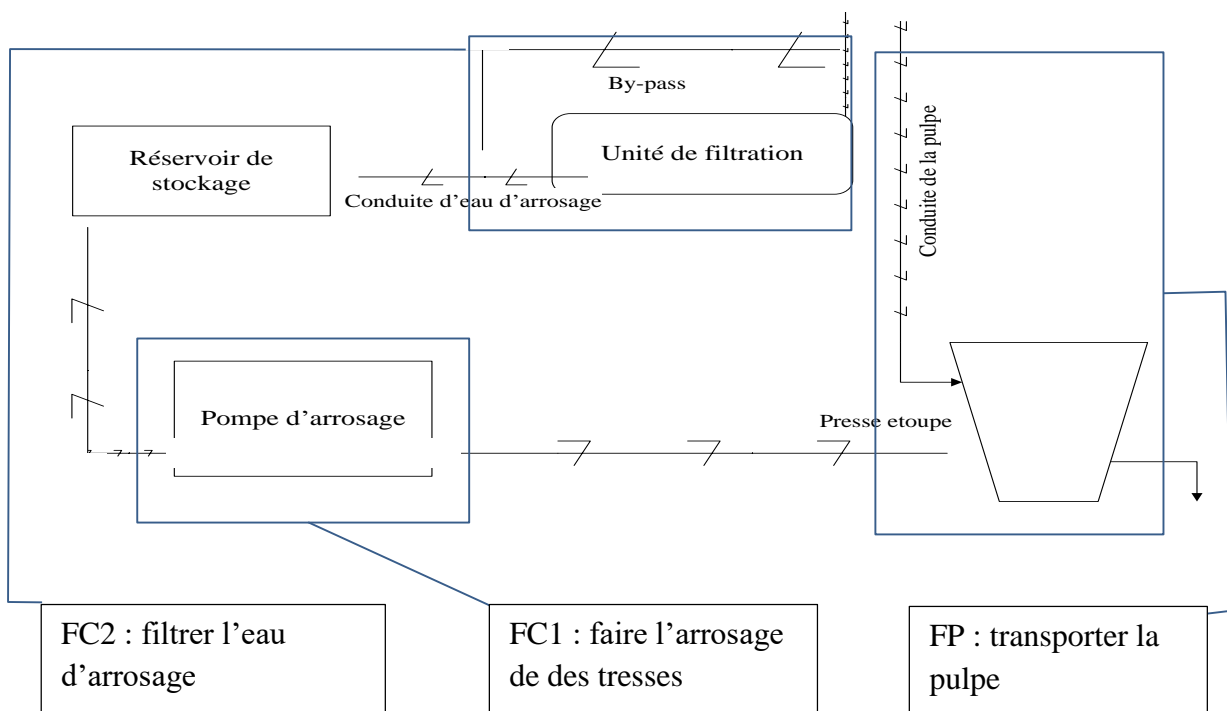 By-pass
Réservoir de
stockage
Unité de filtration
Conduite d'eau d'arrosage
Conduite de la pulpe
Pompe d'arrosage
Presse etoupe
FC2 : filtrer l'eau
d'arrosage
FC1 : faire l'arrosage
de des tresses
FP : transporter la
pulpe